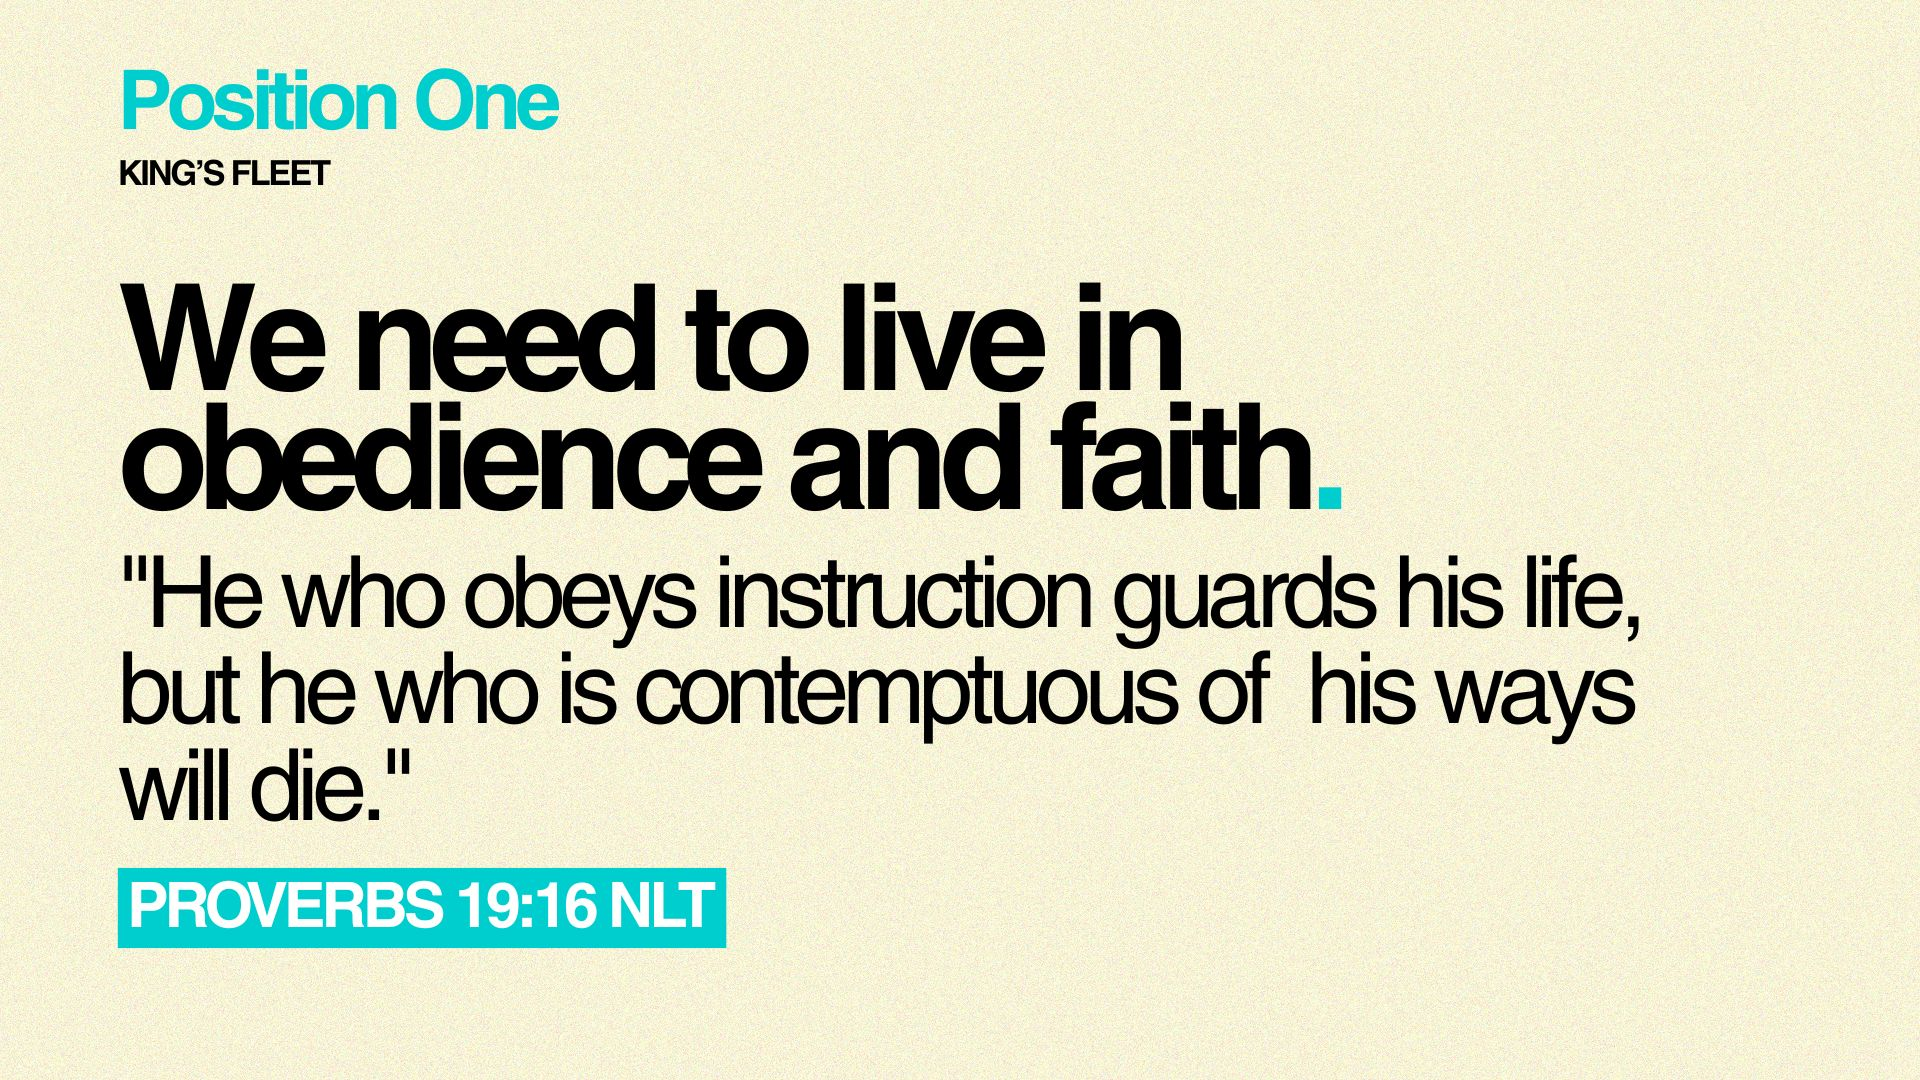 Position One
KING’S FLEET
We need to live in
obedience and faith.
"He who obeys instruction guards his life,
but he who is contemptuous of  his ways
will die."
PROVERBS 19:16 NLT